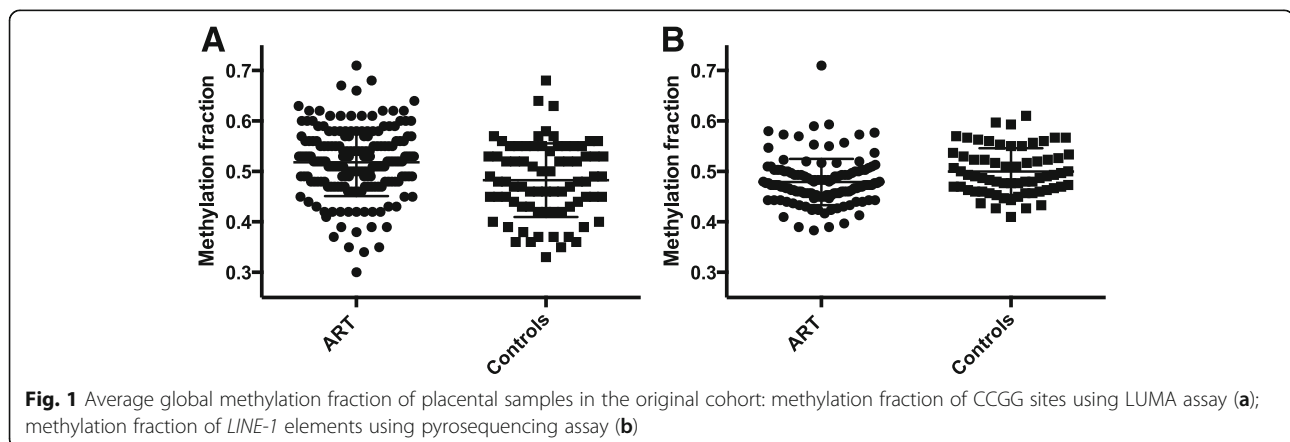 A
B
Methylation fraction
0.7
0.6
0.5
0.4
0.3
ART
Controls
Methylation fraction
0.7
0.6
0.5
0.4
0.3
ART
Controls
Fig. 1 Average global methylation fraction of placental samples in the original cohort: methylation fraction of CCGG sites using LUMA assay (a);
methylation fraction of LINE-1 elements using pyrosequencing assay (b)